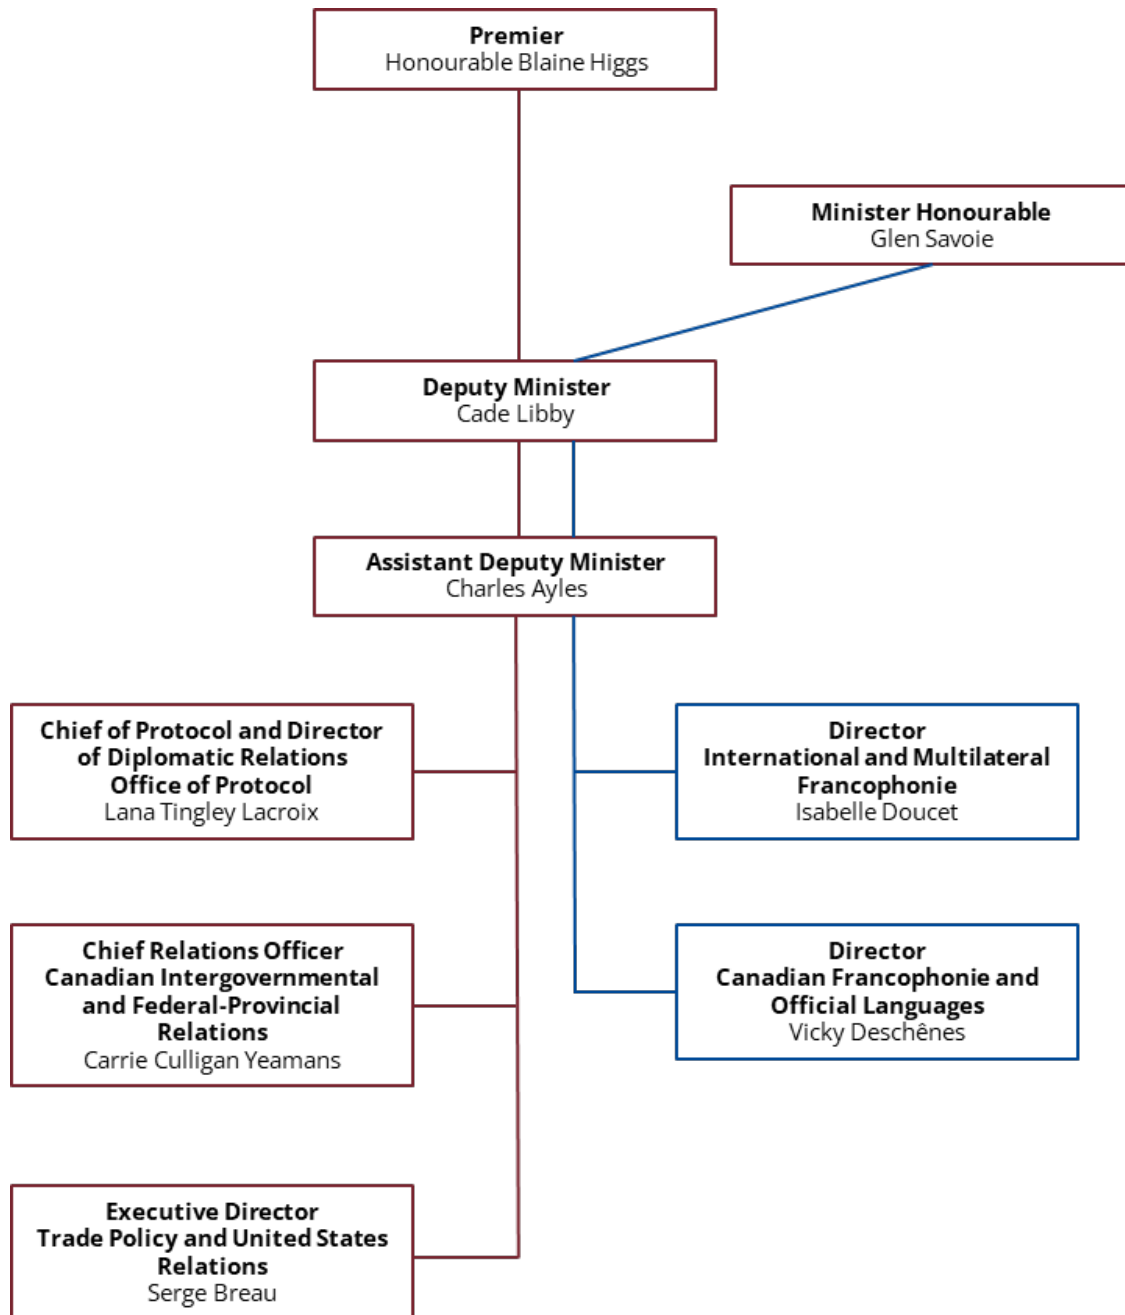 Premier
Honourable Blaine Higgs
Minister Honourable
Glen Savoie
Deputy Minister
Cade Libby
Assistant Deputy Minister
Charles Ayles
Chief of Protocol and Director
of Diplomatic Relations
Office of Protocol
Lana Tingley Lacroix
Director
International and Multilateral
Francophonie
Isabelle Doucet
Chief Relations Officer
Canadian Intergovernmental
and Federal-Provincial
Relations
Carrie Culligan Yeamans
Director
Canadian Francophonie and
Official Languages
Vicky Deschênes
Executive Director
Trade Policy and United States
Relations
Serge Breau